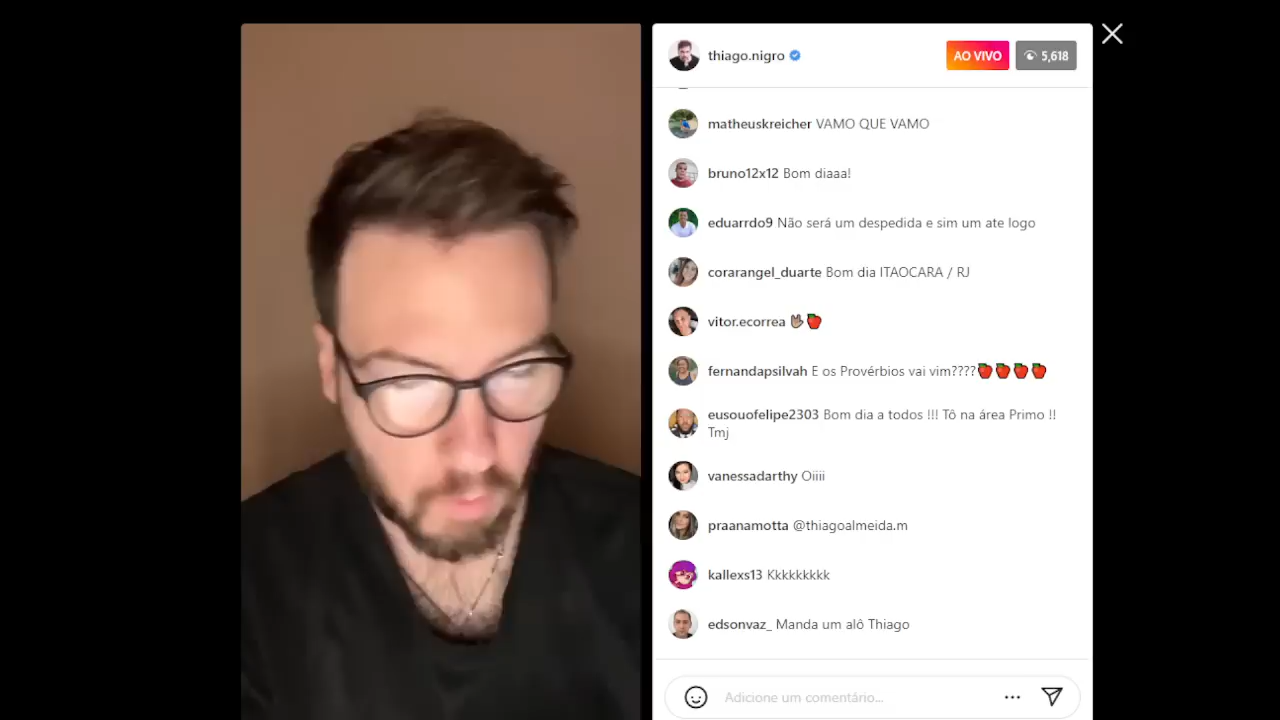 thiago.nigro
AO VIVO
5,618
matheuskreicher VAMO QUE VAMO
bruno12x12 Bom diaaa!
eduarrdo9 Não será um despedida e sim um ate logo
corarangel_duarte Bom dia ITAOCARA / RJ
vitor.ecorrea 🤟🏽🍎
fernandapsilvah E os Provérbios vai vim????🍎🍎🍎🍎
eusouofelipe2303 Bom dia a todos !!! Tô na área Primo !!
Tmj
vanessadarthy Oiiii
praanamotta @thiagoalmeida.m
kallexs13 Kkkkkkkkk
edsonvaz_ Manda um alô Thiago
Adicione um comentário...